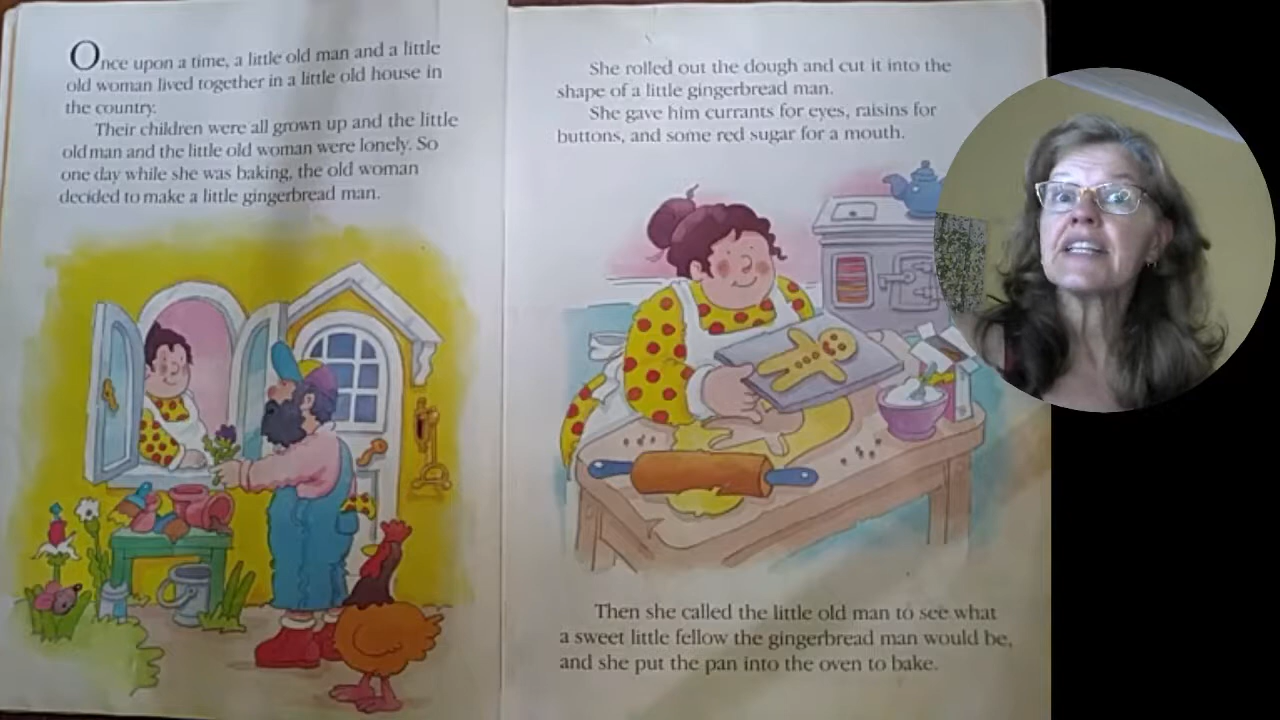 Once upon a time, a little old man and a little
old woman lived together in a little old house in
the country.
Their children were all grown up and the little
old man and the little old woman were lonely. So
one day while she was baking, the old woman
decided to make a little gingerbread man.
She rolled out the dough and cut it into the
shape of a little gingerbread man.
She gave him currants for eyes, raisins for
buttons, and some red sugar for a mouth.
Then she called the little old man to see what
a sweet little fellow the gingerbread man would be,
and she put the pan into the oven to bake.